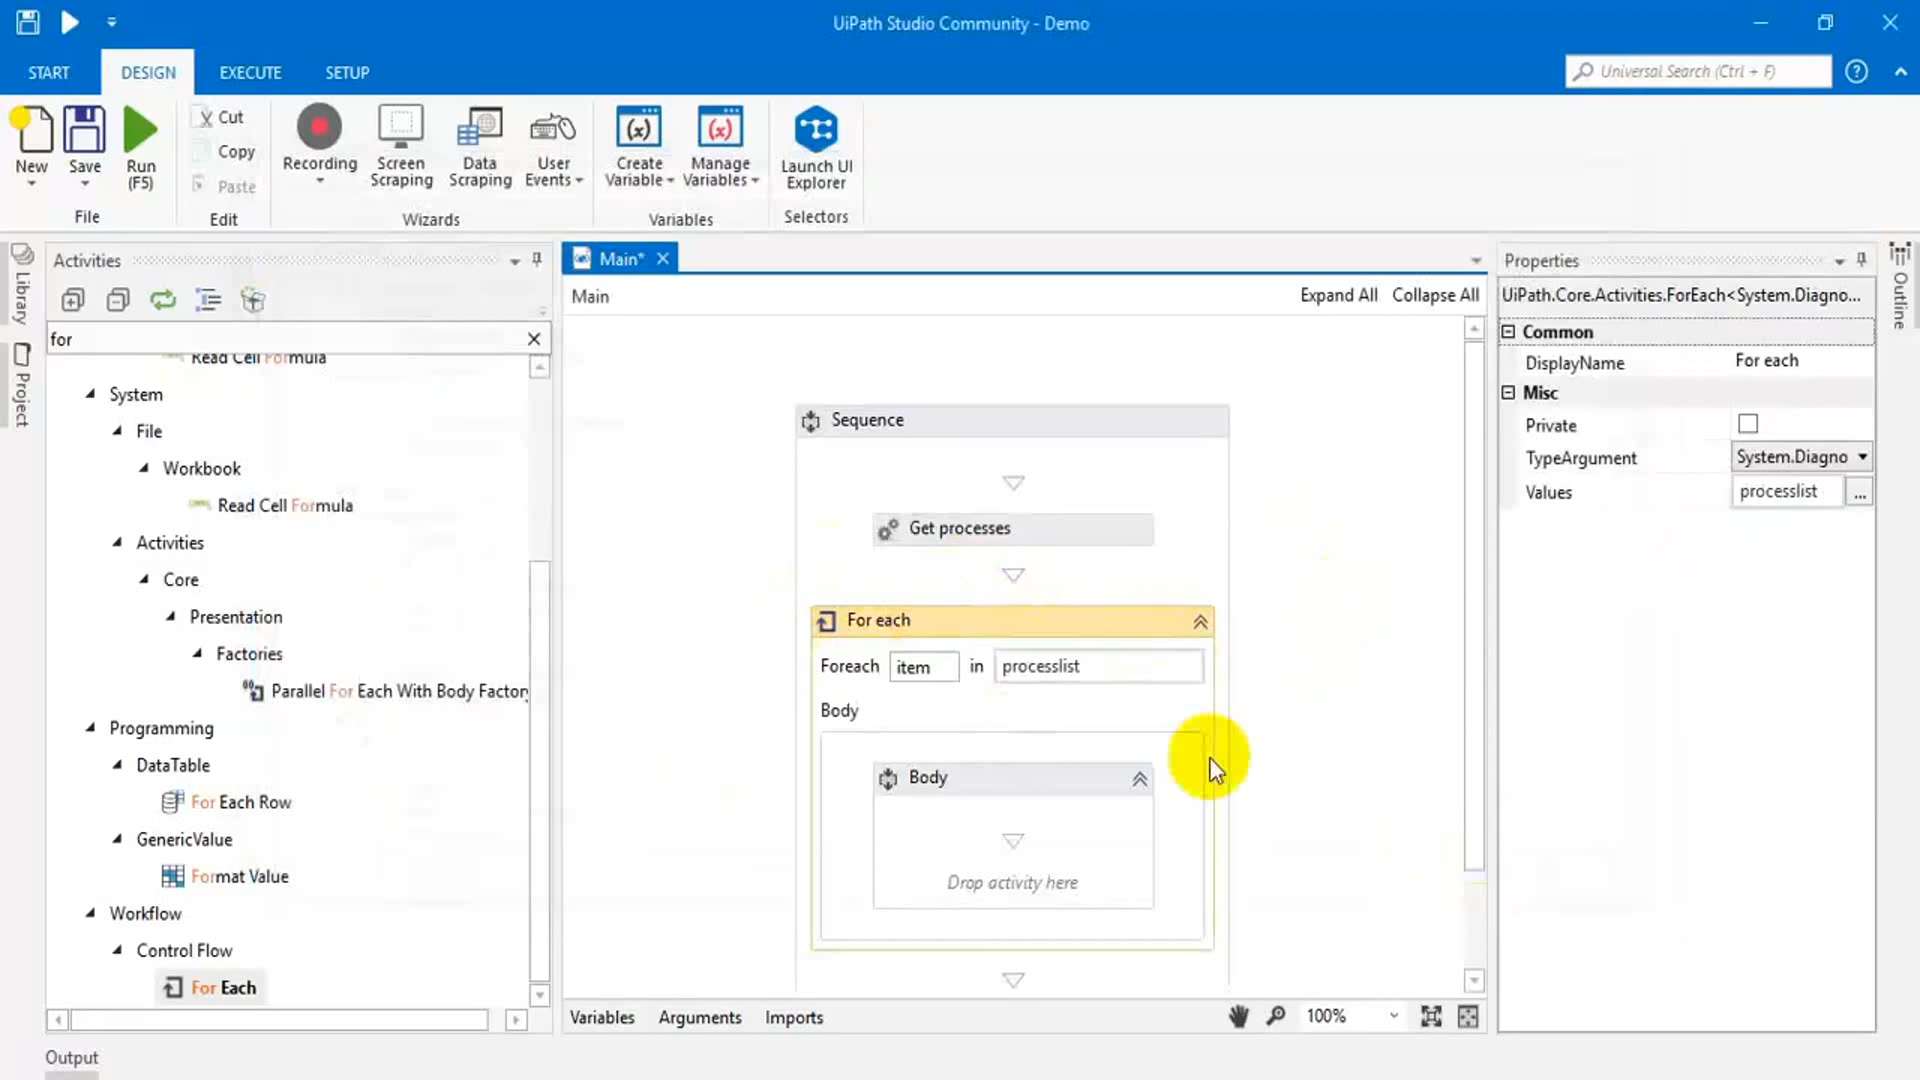 UiPath Studio Community - Demo
START
DESIGN
EXECUTE
SETUP
Universal Search (Ctrl + F)
New
Save
Run
(F5)
File
Cut
Copy
Paste
Edit
Recording
Screen
Scraping
Data
Scraping
User
Events
Wizards
Create
Variable
Manage
Variables
Variables
Launch UI
Explorer
Selectors
Library
Project
Activities
for
Read Cell Formula
System
File
Workbook
Read Cell Formula
Activities
Core
Presentation
Factories
Parallel For Each With Body Factory
Programming
DataTable
For Each Row
GenericValue
Format Value
Workflow
Control Flow
For Each
Main*
Main
Expand All
Collapse All
Sequence
Get processes
For each
Foreach item in processlist
Body
Body
Drop activity here
Variables
Arguments
Imports
100%
Properties
UiPath.Core.Activities.ForEach<System.Diagno...
Common
DisplayName For each
Misc
Private
TypeArgument System.Diagno
Values processlist ...
Outline
Output